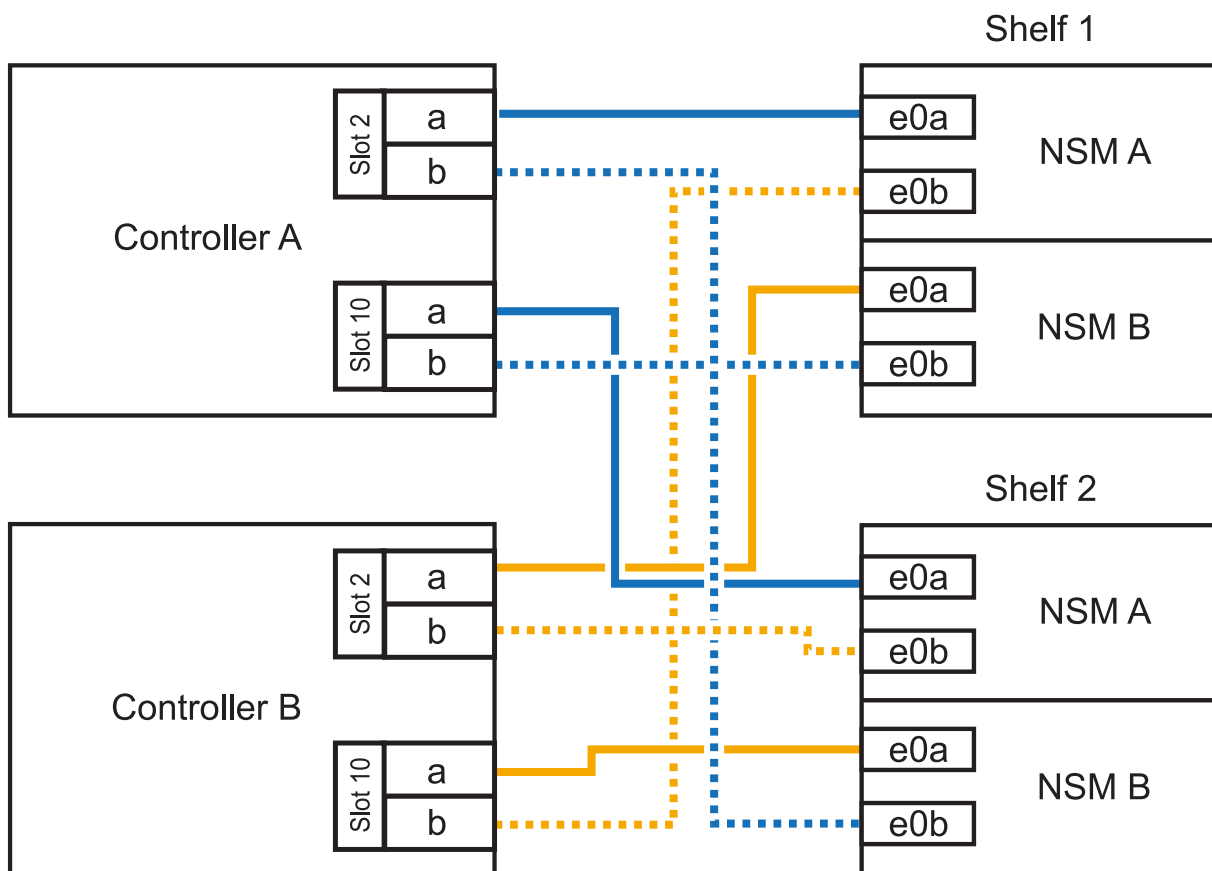 Shelf 1
Controller A
Slot 2
a
b
Slot 10
a
b
e0a
e0b
NSM A
e0a
e0b
NSM B
Shelf 2
Controller B
Slot 2
a
b
Slot 10
a
b
e0a
e0b
NSM A
e0a
e0b
NSM B